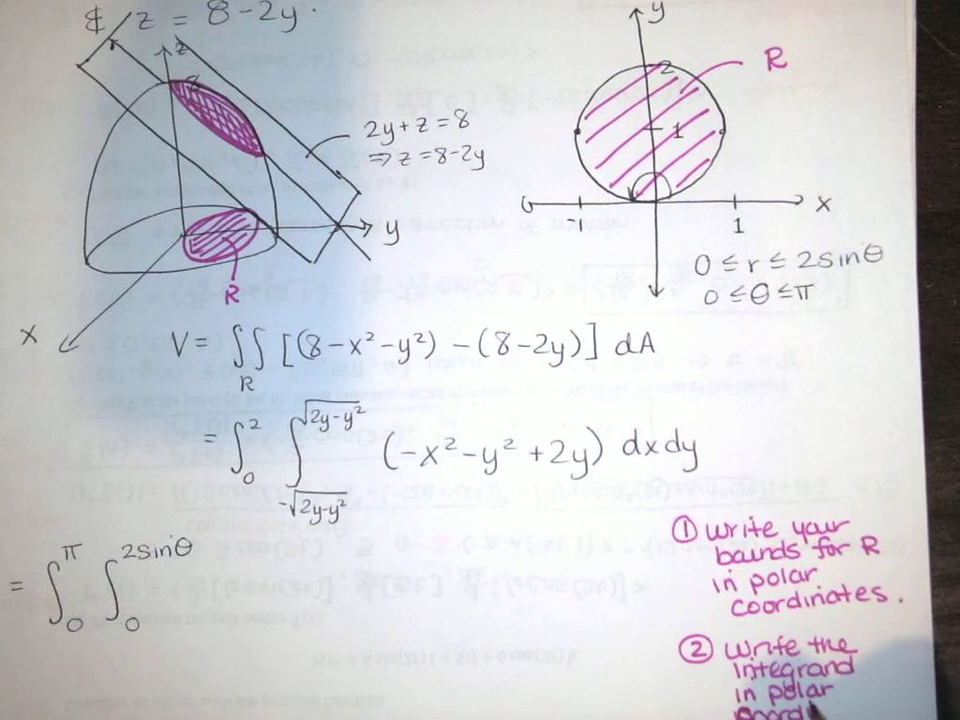 & z = 8-2y.
z
8
2y+z=8
⇒ z=8-2y
y
R
x
y
2
R
1
x
-1
1
0 ≤ r ≤ 2sinθ
0 ≤ θ ≤ π
V = ∬_R [(8-x²-y²) -(8-2y)] dA
= ∫_0^2 ∫_{-√(2y-y²)}^{√(2y-y²)} (-x²-y²+2y) dx dy
= ∫_0^π ∫_0^{2sinθ}
① Write your
bounds for R
in polar
coordinates.
② Write the
integrand
in polar